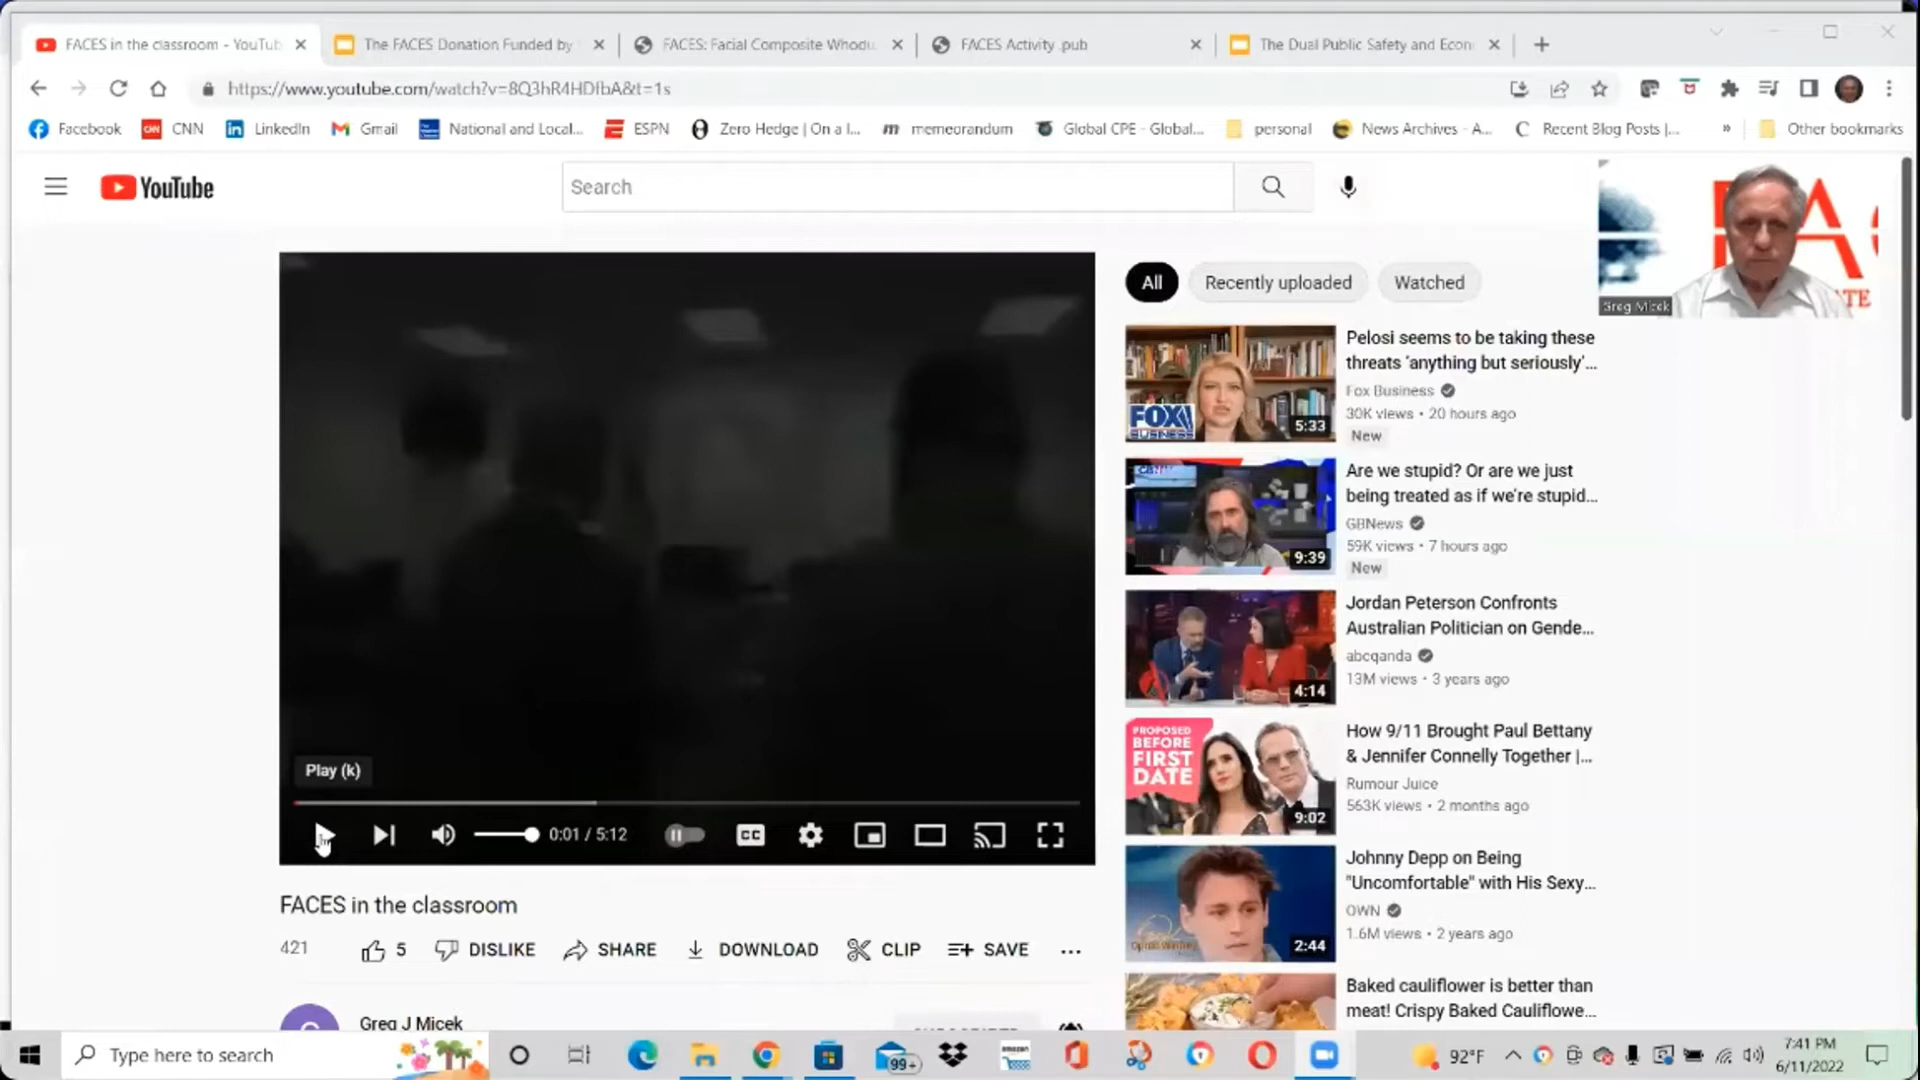 FACES in the classroom - YouTub
The FACES Donation Funded by
FACES: Facial Composite Whodu
FACES Activity .pub
The Dual Public Safety and Econ
https://www.youtube.com/watch?v=8Q3hR4HDfbA&t=1s
Facebook
CNN
LinkedIn
Gmail
National and Local...
ESPN
Zero Hedge | On a l...
memeorandum
Global CPE - Global...
personal
News Archives - A...
Recent Blog Posts |...
»
Other bookmarks
YouTube
Search
Greg Micek
All
Recently uploaded
Watched
Pelosi seems to be taking these
threats 'anything but seriously'...
Fox Business
30K views • 20 hours ago
New
FOX
BUSINESS
5:33
Are we stupid? Or are we just
being treated as if we're stupid...
GBNews
59K views • 7 hours ago
New
9:39
Jordan Peterson Confronts
Australian Politician on Gende...
abcqanda
13M views • 3 years ago
4:14
PROPOSED
BEFORE
FIRST
DATE
How 9/11 Brought Paul Bettany
& Jennifer Connelly Together |...
Rumour Juice
563K views • 2 months ago
9:02
Johnny Depp on Being
"Uncomfortable" with His Sexy...
OWN
1.6M views • 2 years ago
2:44
Baked cauliflower is better than
meat! Crispy Baked Cauliflowe...
Play (k)
0:01 / 5:12
CC
FACES in the classroom
421
5
DISLIKE
SHARE
DOWNLOAD
CLIP
SAVE
...
Greg J Micek
Type here to search
99+
amazon
92°F
7:41 PM
6/11/2022